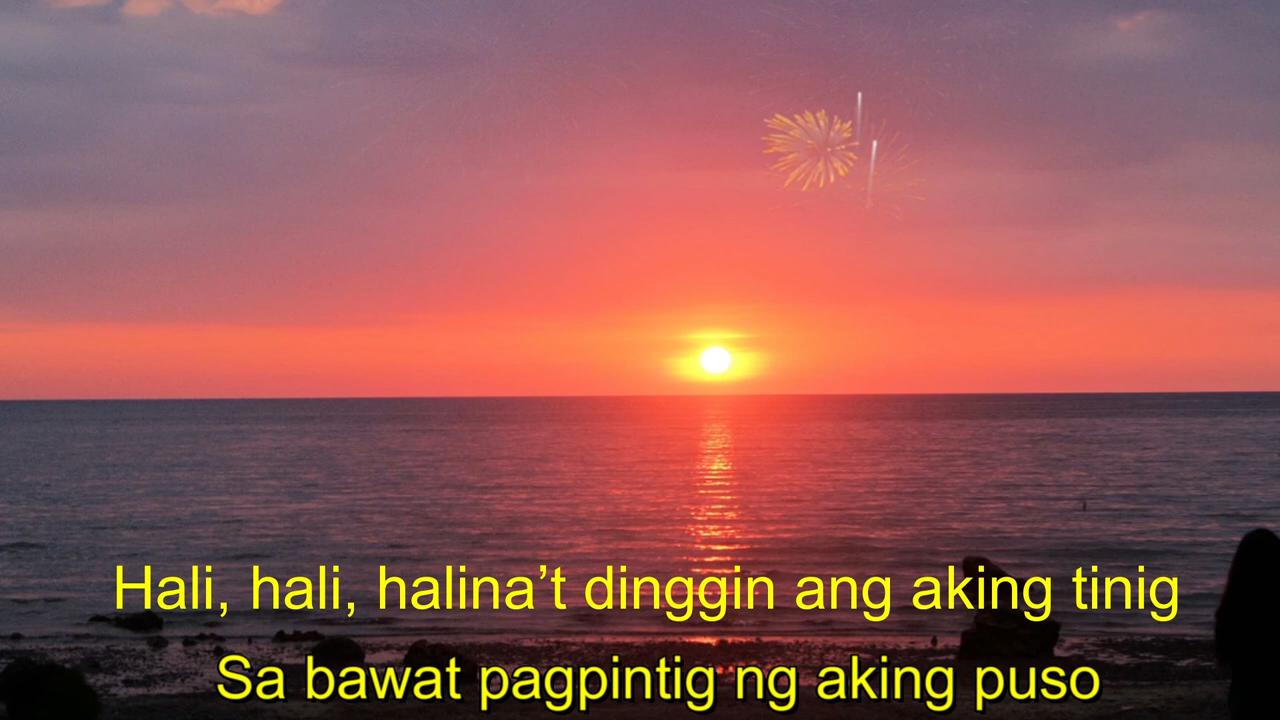 Hali, hali, halina’t dinggin ang aking tinig
Sa bawat pagpintig ng aking puso